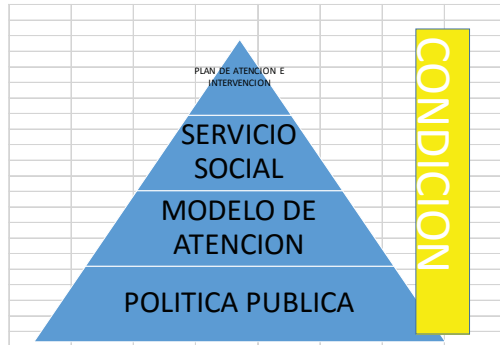 PLAN DE ATENCION E
INTERVENCION
SERVICIO
SOCIAL
MODELO DE
ATENCION
POLITICA PUBLICA
CONDICION